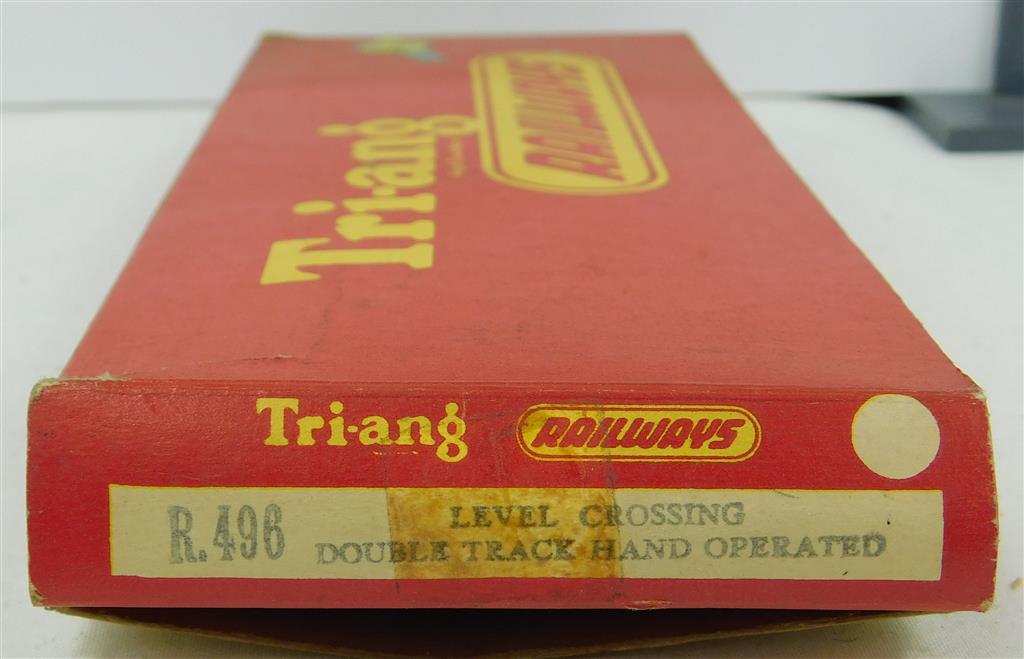 Tri-ang
RAILWAYS
Tri-ang RAILWAYS
R.496 LEVEL CROSSING
DOUBLE TRACK HAND OPERATED